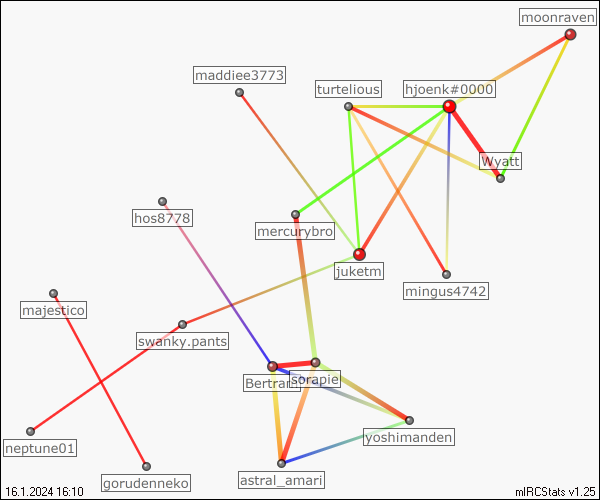 moonraven
maddiee3773
turtelious
hjoenk#0000
Wyatt
hos8778
mercurybro
juketm
mingus4742
majestico
swanky.pants
sorapie
yoshimanden
neptune01
gorudenneko
astral_amari
16.1.2024 16:10
mIRCStats v1.25